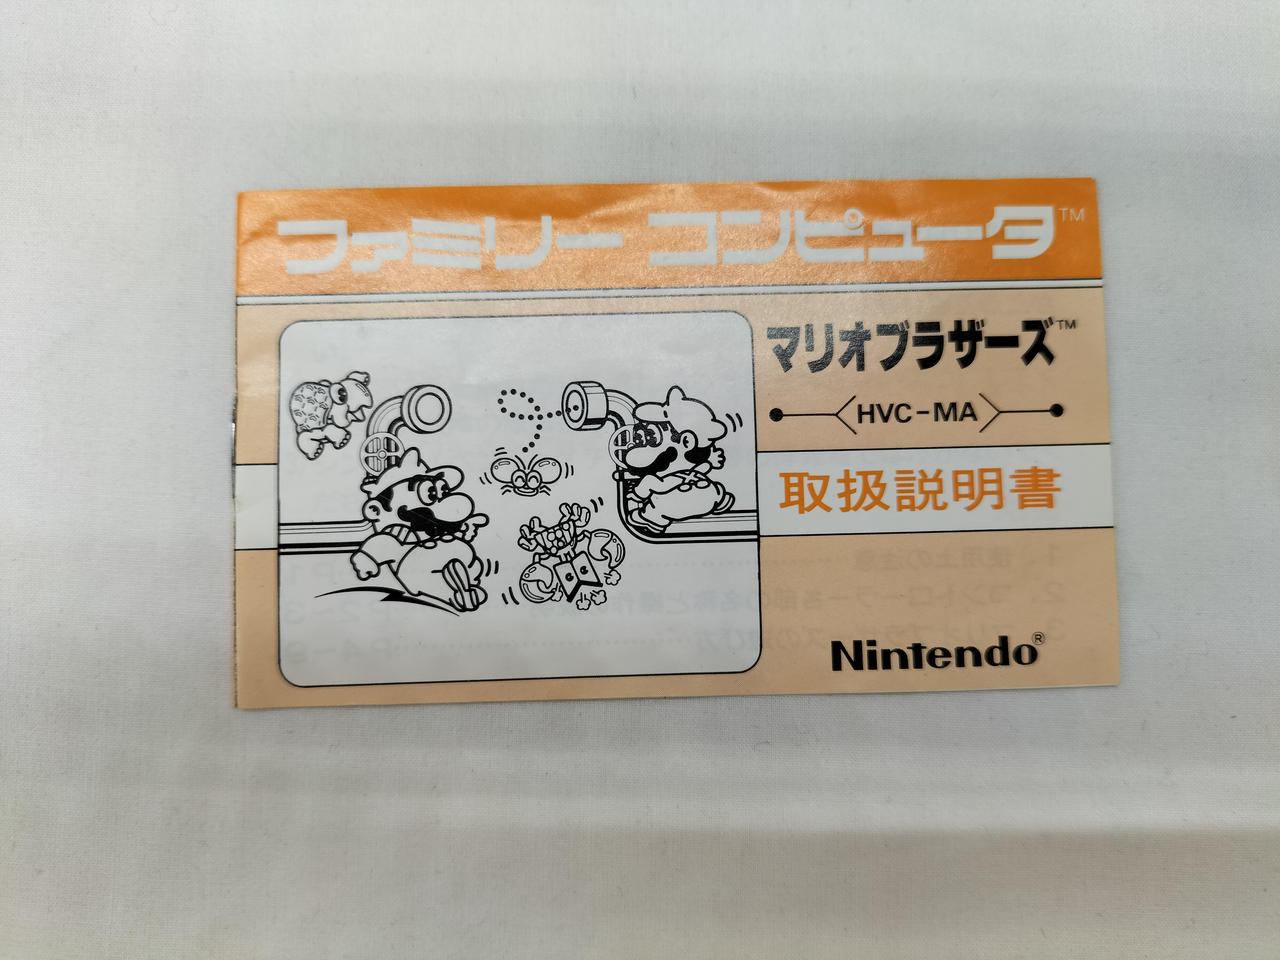 ファミリー コンピュータ™
マリオブラザーズ™
HVC-MA
取扱説明書
Nintendo®